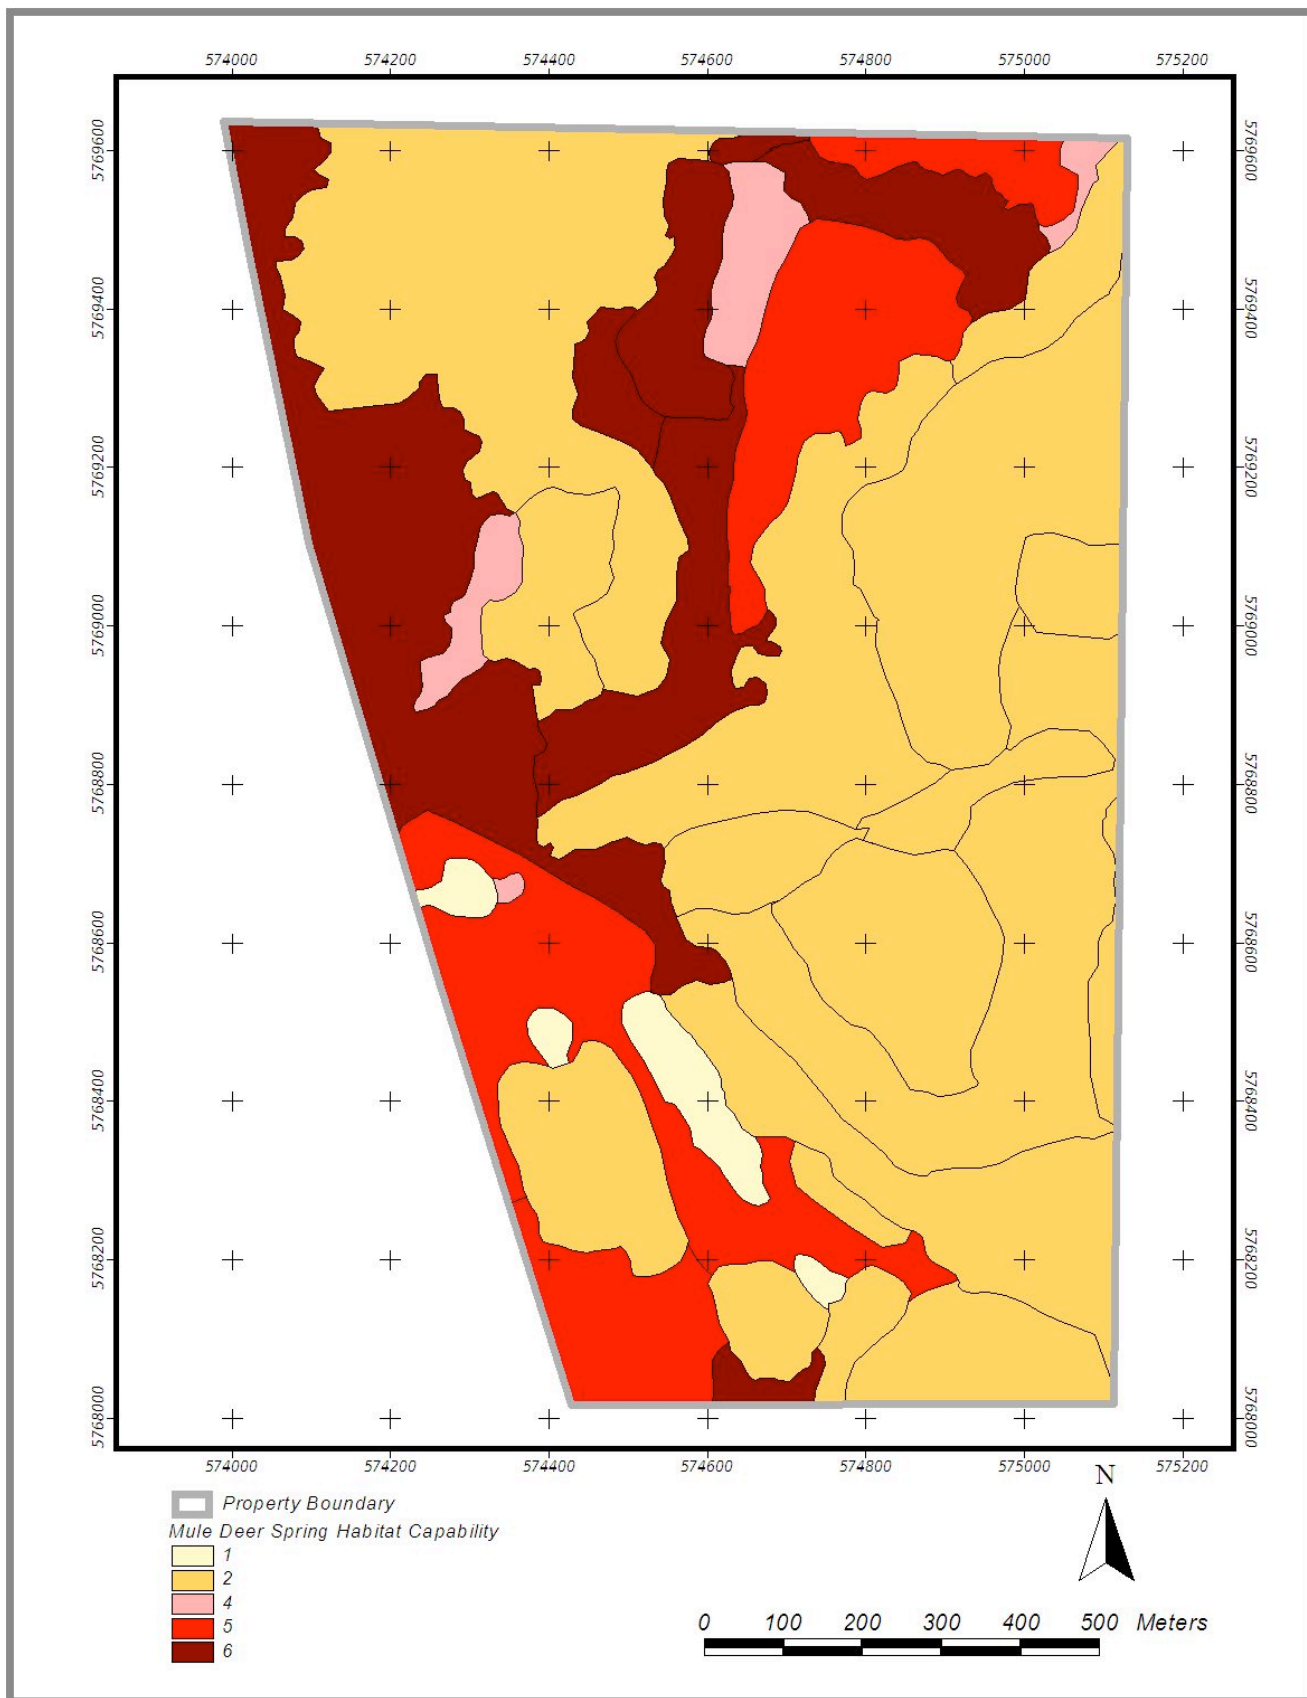 574000 574200 574400 574600 574800 575000 575200
5769600 5769600
5769400 5769400
5769200 5769200
5769000 5769000
5768800 5768800
5768600 5768600
5768400 5768400
5768200 5768200
5768000 5768000
574000 574200 574400 574600 574800 575000 575200
N
Property Boundary
Mule Deer Spring Habitat Capability
1
2
4
5
6
0 100 200 300 400 500 Meters